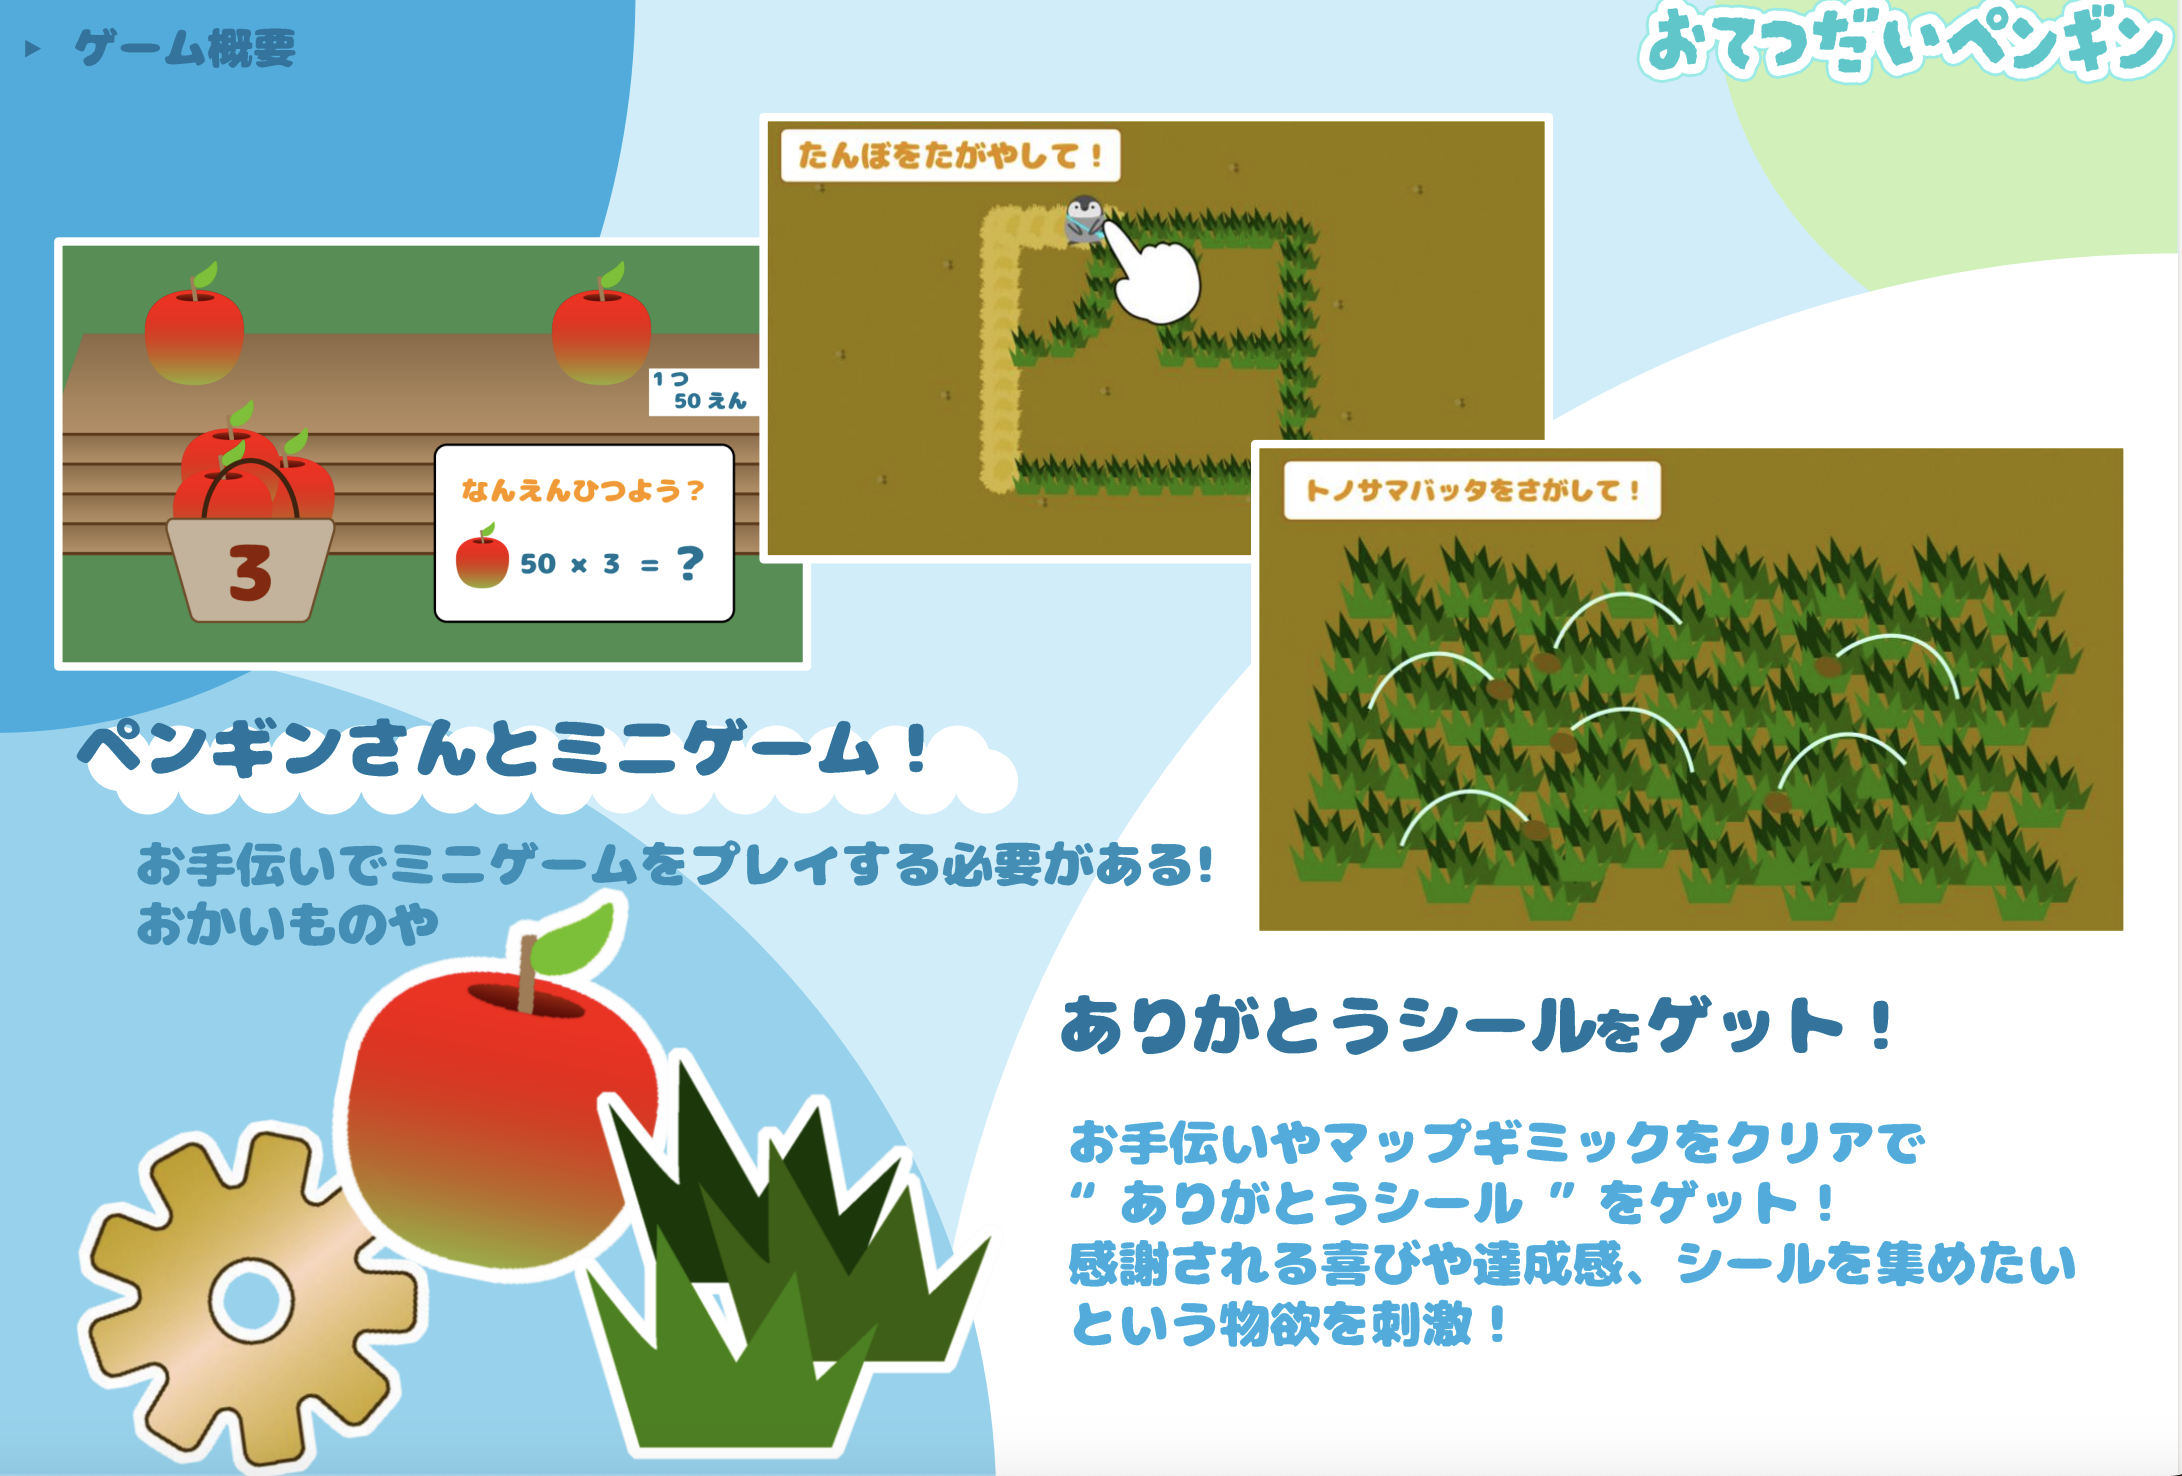 ゲーム概要
おてつだいペンギン
たんぼをたがやして！
1つ
50えん
なんえんひつよう？
50 × 3 = ?
3
トノサマバッタをさがして！
ペンギンさんとミニゲーム！
お手伝いでミニゲームをプレイする必要がある!
おかいものや
ありがとうシールをゲット！
お手伝いやマップギミックをクリアで
“ ありがとうシール ” をゲット！
感謝される喜びや達成感、シールを集めたい
という物欲を刺激！